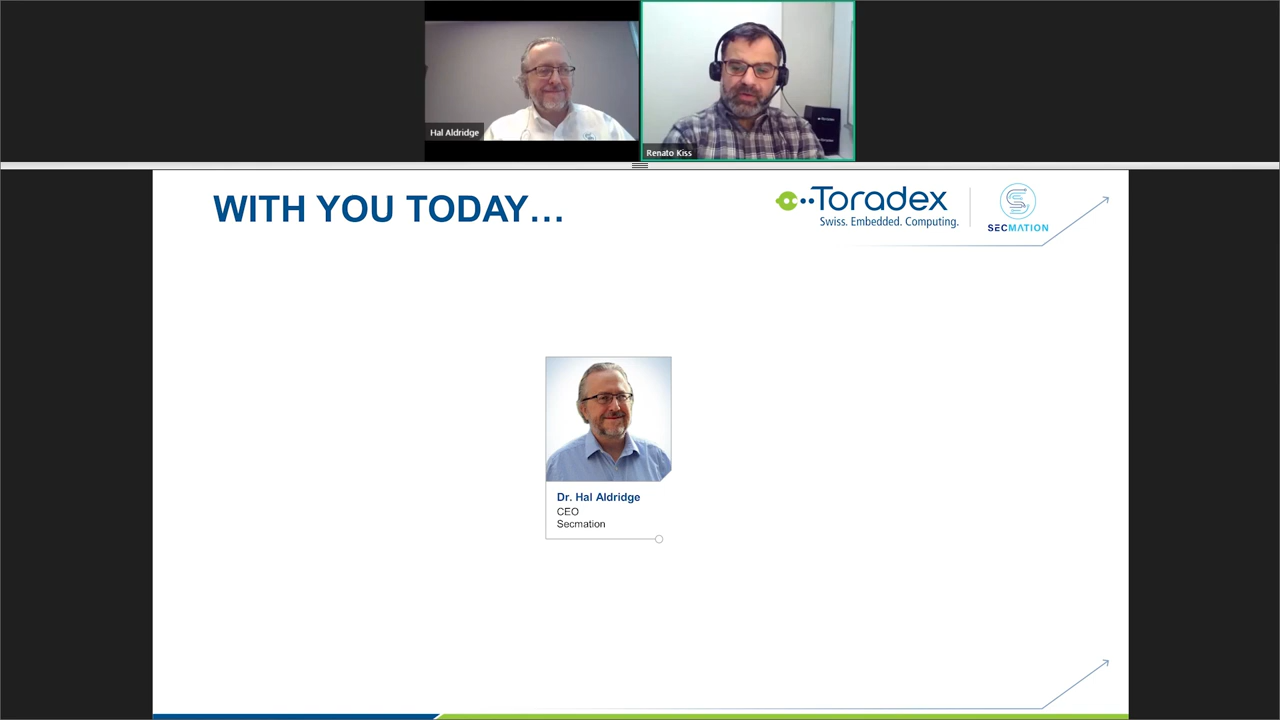 Hal Aldridge
Renato Kiss
WITH YOU TODAY...
Toradex
Swiss. Embedded. Computing.
SECMATION
Dr. Hal Aldridge
CEO
Secmation